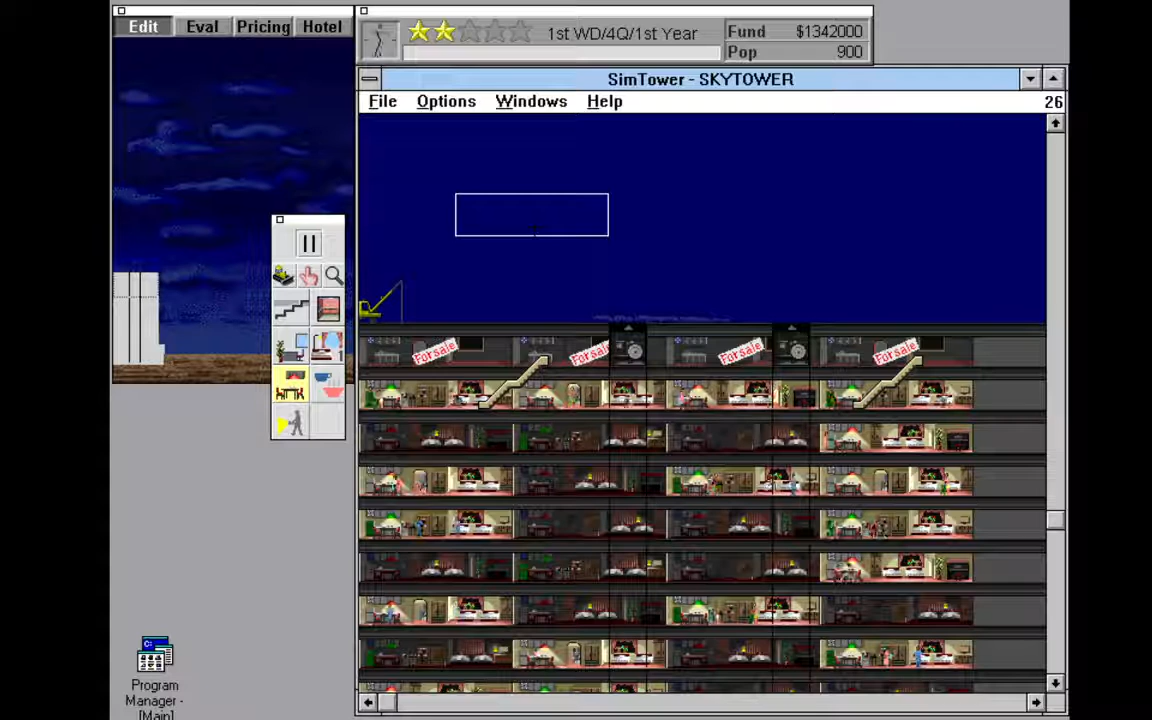 Edit Eval Pricing Hotel
1st WD/4Q/1st Year
Fund $1342000
Pop 900
SimTower - SKYTOWER
File Options Windows Help
26
For sale
For sale
For sale
For sale
1
C:\
Program
Manager -
[Main]